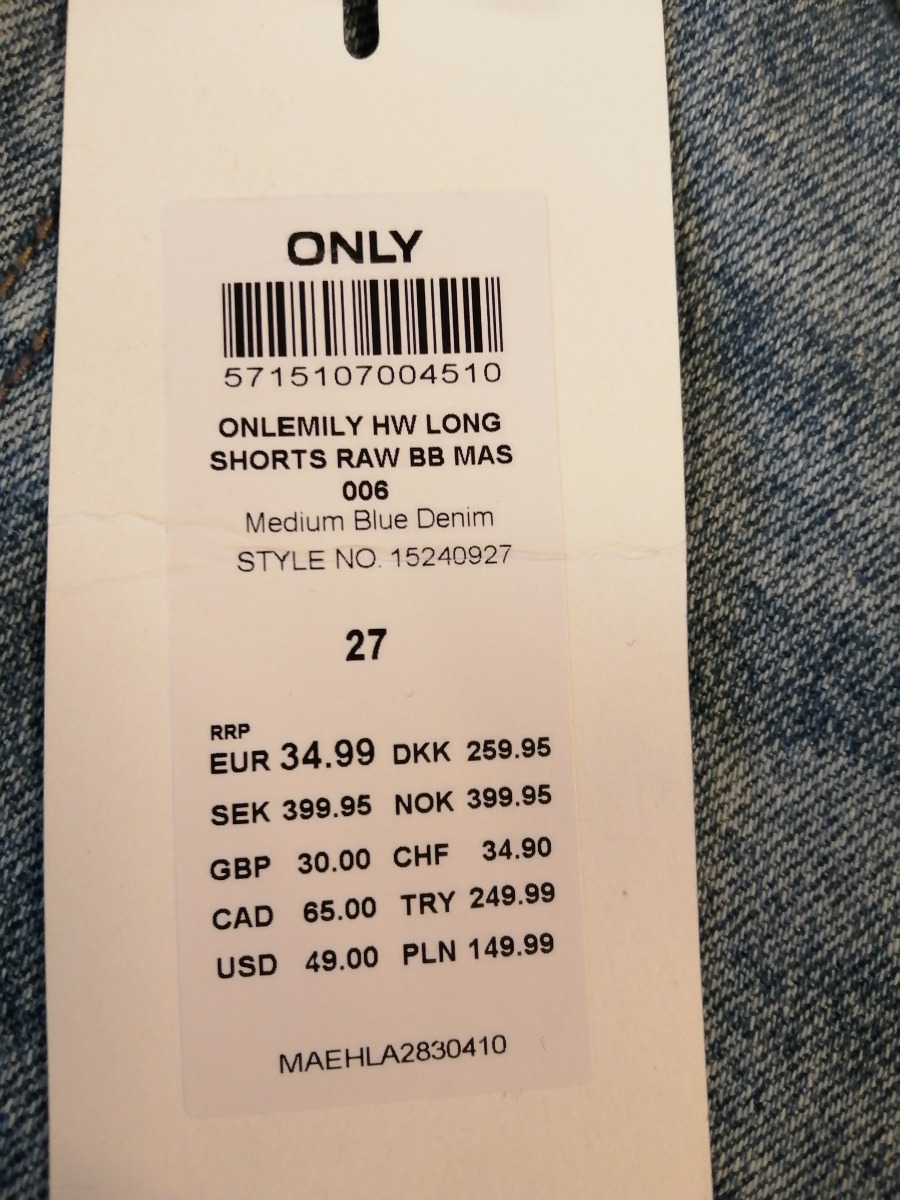 ONLY
5715107004510
ONLEMILY HW LONG
SHORTS RAW BB MAS
006
Medium Blue Denim
STYLE NO. 15240927
27
RRP
EUR 34.99 DKK 259.95
SEK 399.95 NOK 399.95
GBP 30.00 CHF 34.90
CAD 65.00 TRY 249.99
USD 49.00 PLN 149.99
MAEHLA2830410